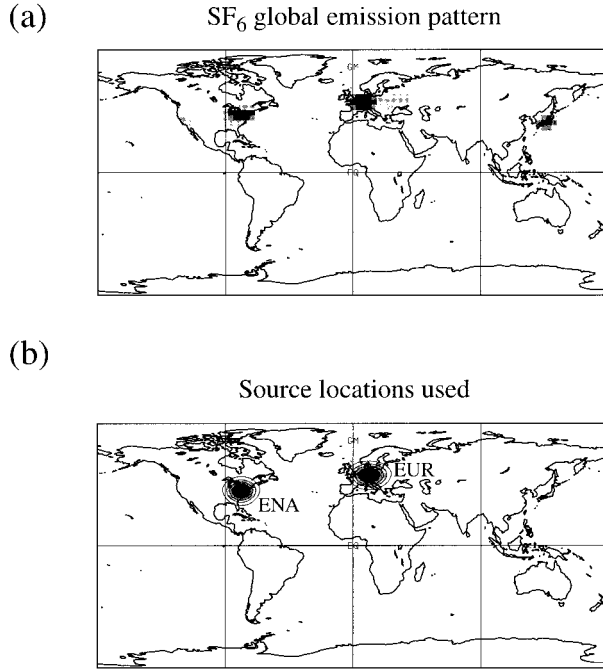 (a)
SF6 global emission pattern
GM
EQ
(b)
Source locations used
GM
EUR
ENA
EQ